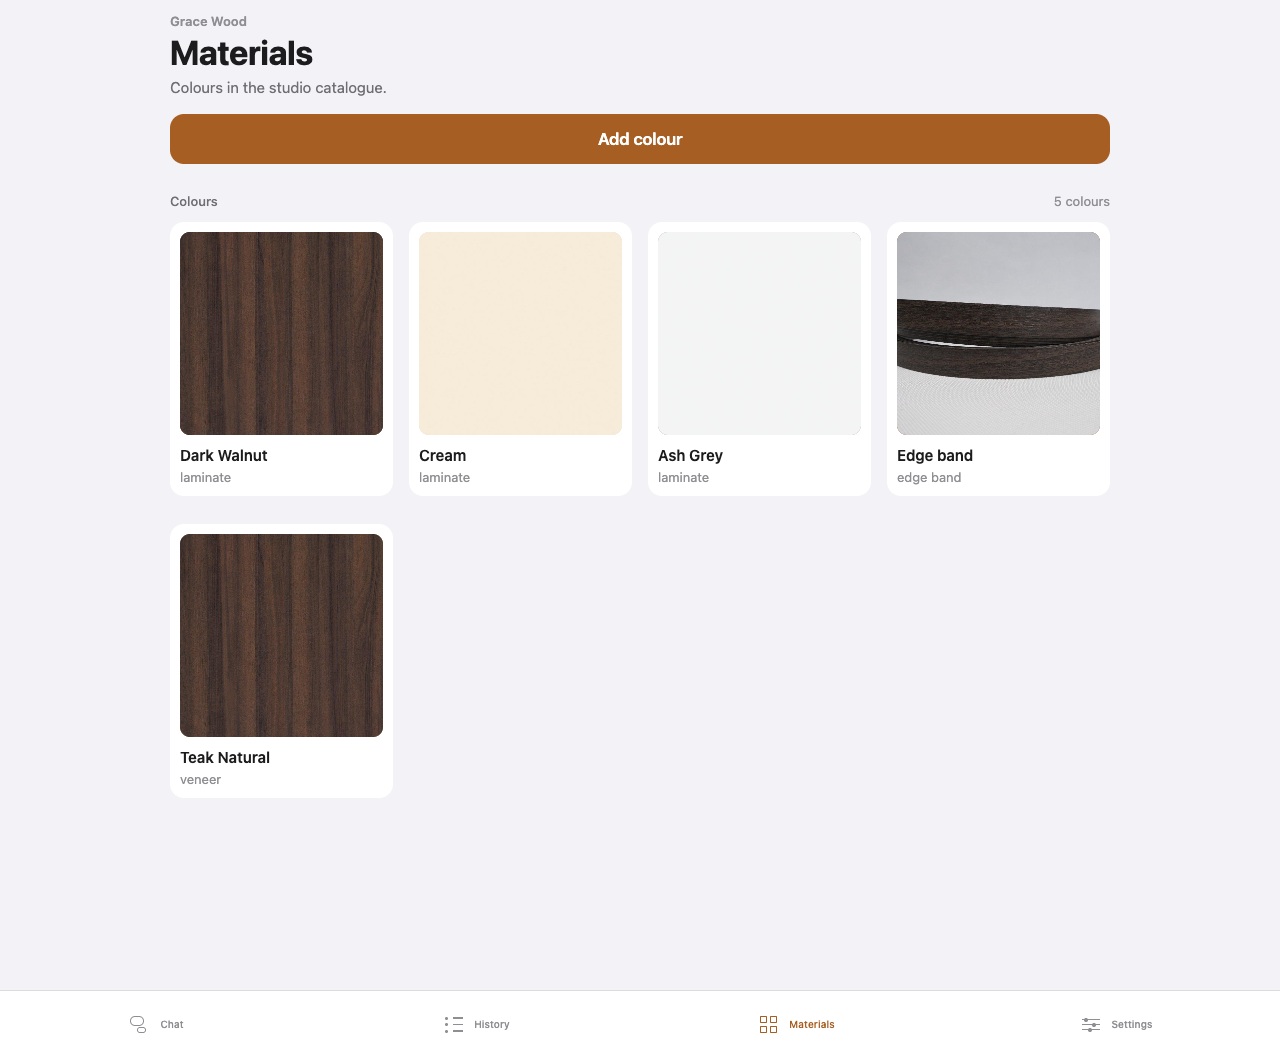 Grace Wood
Materials
Colours in the studio catalogue.
Add colour
Colours
5 colours
Dark Walnut
laminate
Cream
laminate
Ash Grey
laminate
Edge band
edge band
Teak Natural
veneer
Chat
History
Materials
Settings